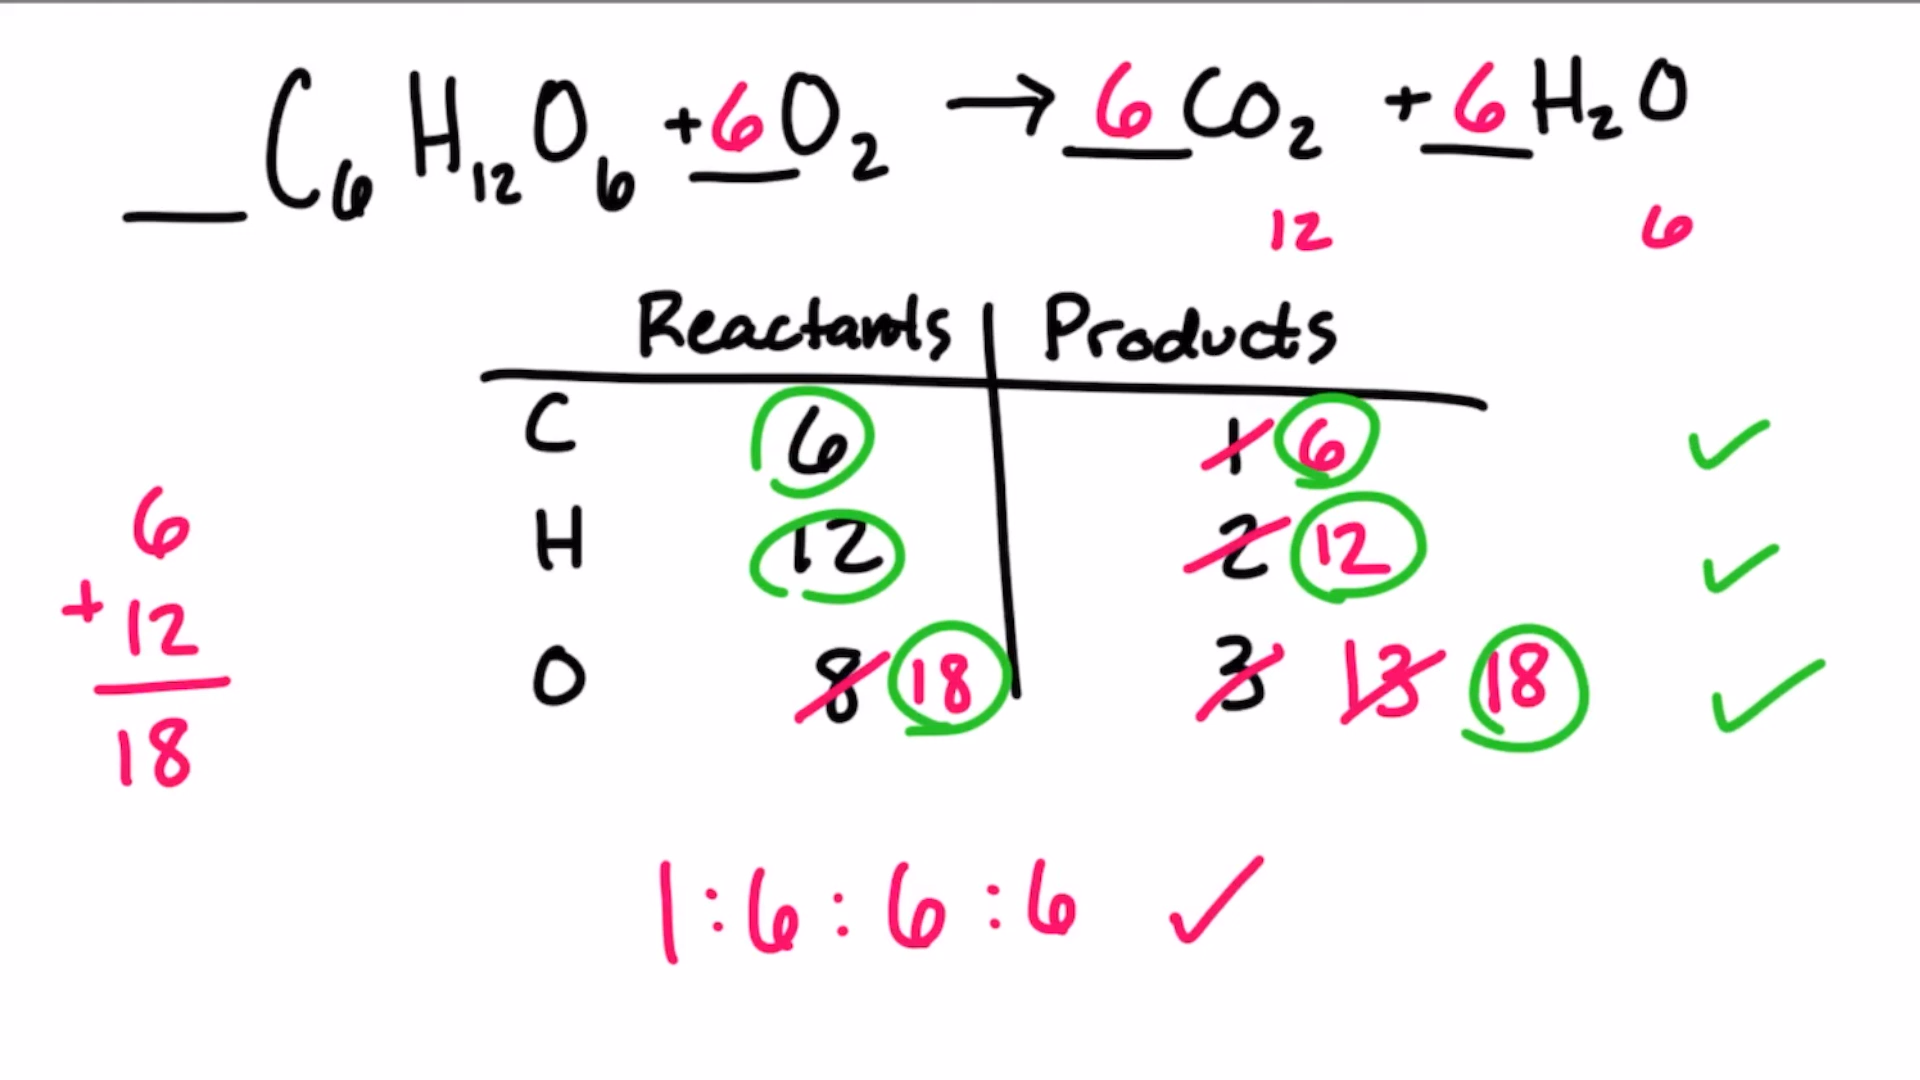 __ C₆H₁₂O₆ + 6 O₂ → 6 CO₂ + 6 H₂O
12 6
Reactants Products
C 6 1 6 ✓
H 12 2 12 ✓
O 8 18 3 13 18 ✓
6
+ 12
18
1 : 6 : 6 : 6 ✓